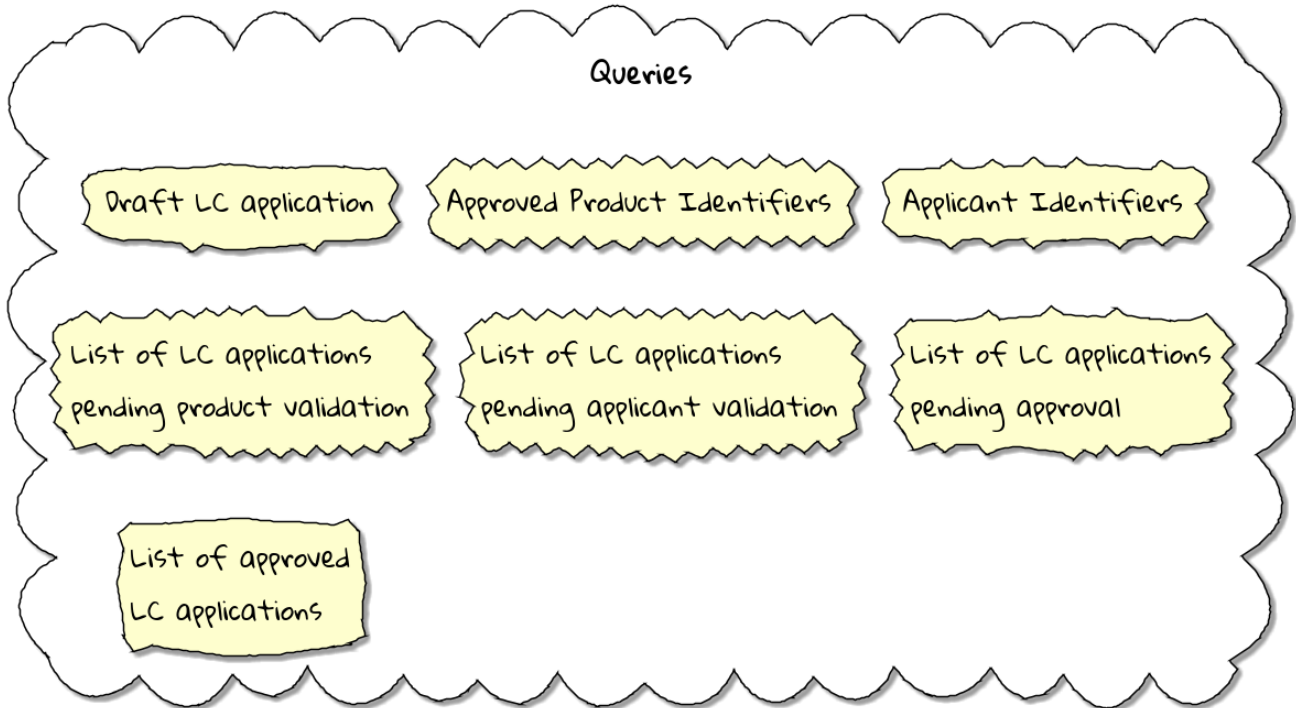 Queries
Draft LC application
Approved Product Identifiers
Applicant Identifiers
List of LC applications
pending product validation
List of LC applications
pending applicant validation
List of LC applications
pending approval
List of approved
LC applications